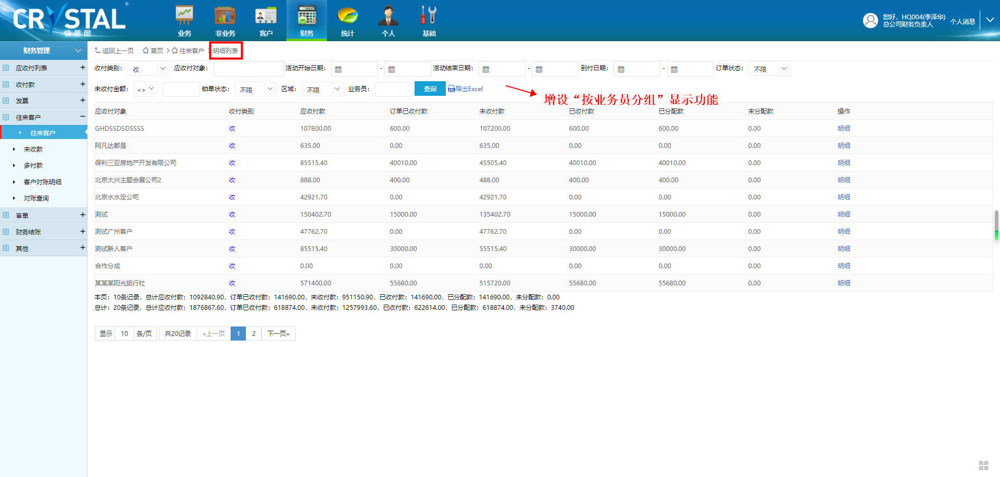 CRYSTAL ®
快思图
业务 非业务 客户 财务 统计 个人 基础
您好，HQ004(李泽华)
总公司财务负责人
个人消息
财务管理
应收付列表 +
收付款 +
发票 +
往来客户 −
往来客户
未收款
多付款
客户对账明细
对账查询
审单 +
财务结账 +
其他 +
返回上一页 首页 > 往来客户 > 明细列表
收付类别： 收 应收付对象： 活动开始日期： - 活动结束日期： - 到付日期： - 订单状态： 不限
未收付金额： <> 锁单状态： 不限 区域： 不限 业务员： 查询 导出Excel
增设“按业务员分组”显示功能
应收付对象 收付类别 应收付款 订单已收付款 未收付款 已收付款 已分配款 未分配款 操作
GHDSSDSDSSSS 收 107800.00 600.00 107200.00 600.00 600.00 0.00 明细
阿凡达都是 收 635.00 0.00 635.00 0.00 0.00 0.00 明细
保利三亚房地产开发有限公司 收 85515.40 40010.00 45505.40 40010.00 40010.00 0.00 明细
北京大兴主题会展公司2 收 888.00 400.00 488.00 400.00 400.00 0.00 明细
北京水水定公司 收 42921.70 0.00 42921.70 0.00 0.00 0.00 明细
测试 收 150402.70 15000.00 135402.70 15000.00 15000.00 0.00 明细
测试广州客户 收 47762.70 0.00 47762.70 0.00 0.00 0.00 明细
测试新人客户 收 85515.40 30000.00 55515.40 30000.00 30000.00 0.00 明细
合作分成 收 0.00 0.00 0.00 0.00 0.00 0.00 明细
某某某阳光旅行社 收 571400.00 55680.00 515720.00 55680.00 55680.00 0.00 明细
本页：10条记录，总计应收付款：1092840.90，订单已收付款：141690.00，未收付款：951150.90，已收付款：141690.00，已分配款：141690.00，未分配款：0.00
总计：20条记录，总计应收付款：1876867.60，订单已收付款：618874.00，未收付款：1257993.60，已收付款：622614.00，已分配款：618874.00，未分配款：3740.00
显示 10 条/页 共20记录 «上一页 1 2 下一页»